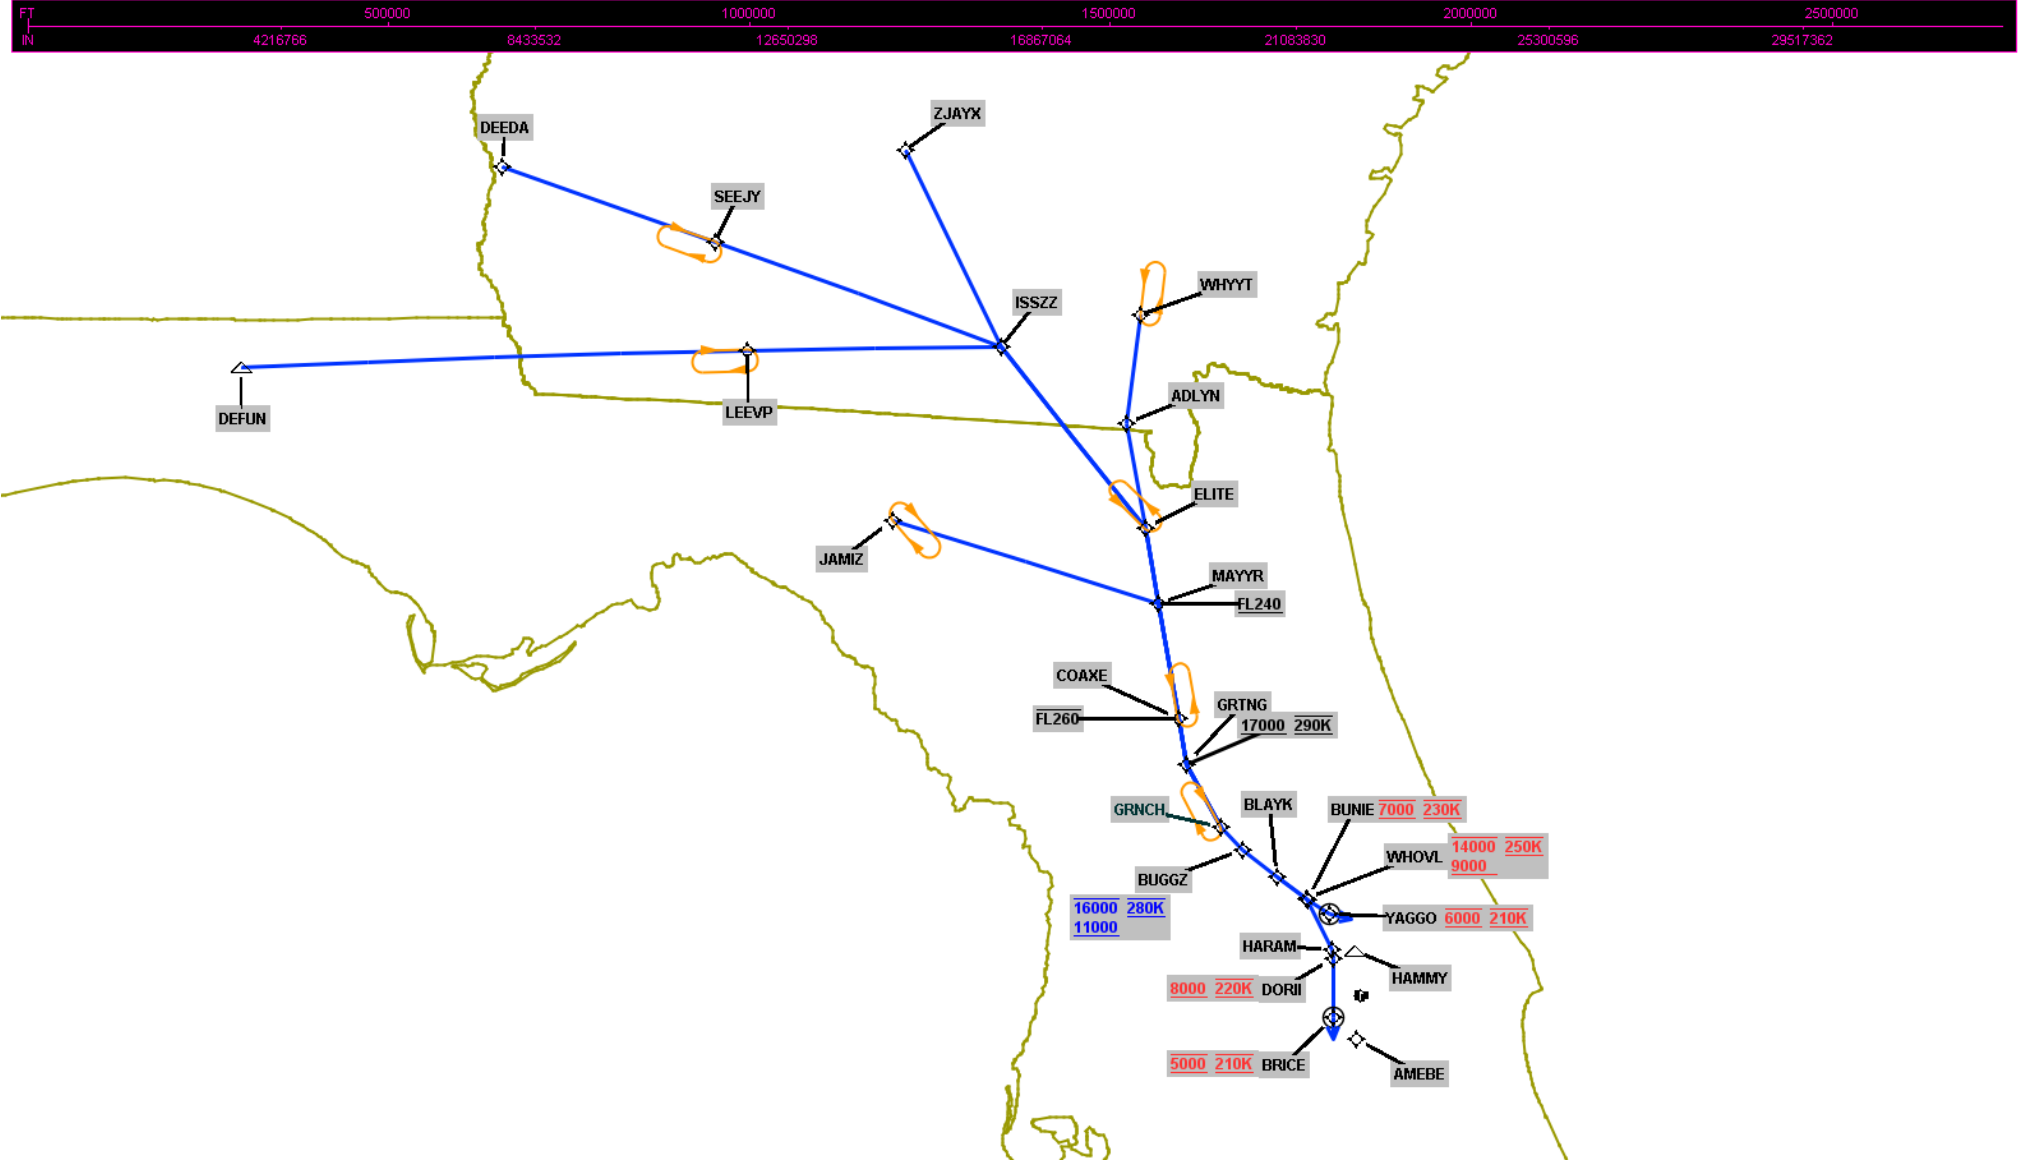 FT 500000 1000000 1500000 2000000 2500000
IN 4216766 8433532 12650298 16867064 21083830 25300596 29517362
ZJAYX
DEEDA
SEEJY
WHYYT
ISSZZ
ADLYN
DEFUN
LEEVP
ELITE
JAMIZ
MAYYR
FL240
COAXE
GRTNG
FL260
17000 290K
GRNCH
BLAYK
BUNIE 7000 230K
WHOVL 14000 250K
9000
BUGGZ
16000 280K
11000
YAGGO 6000 210K
HARAM
HAMMY
8000 220K DORII
5000 210K BRICE
AMEBE